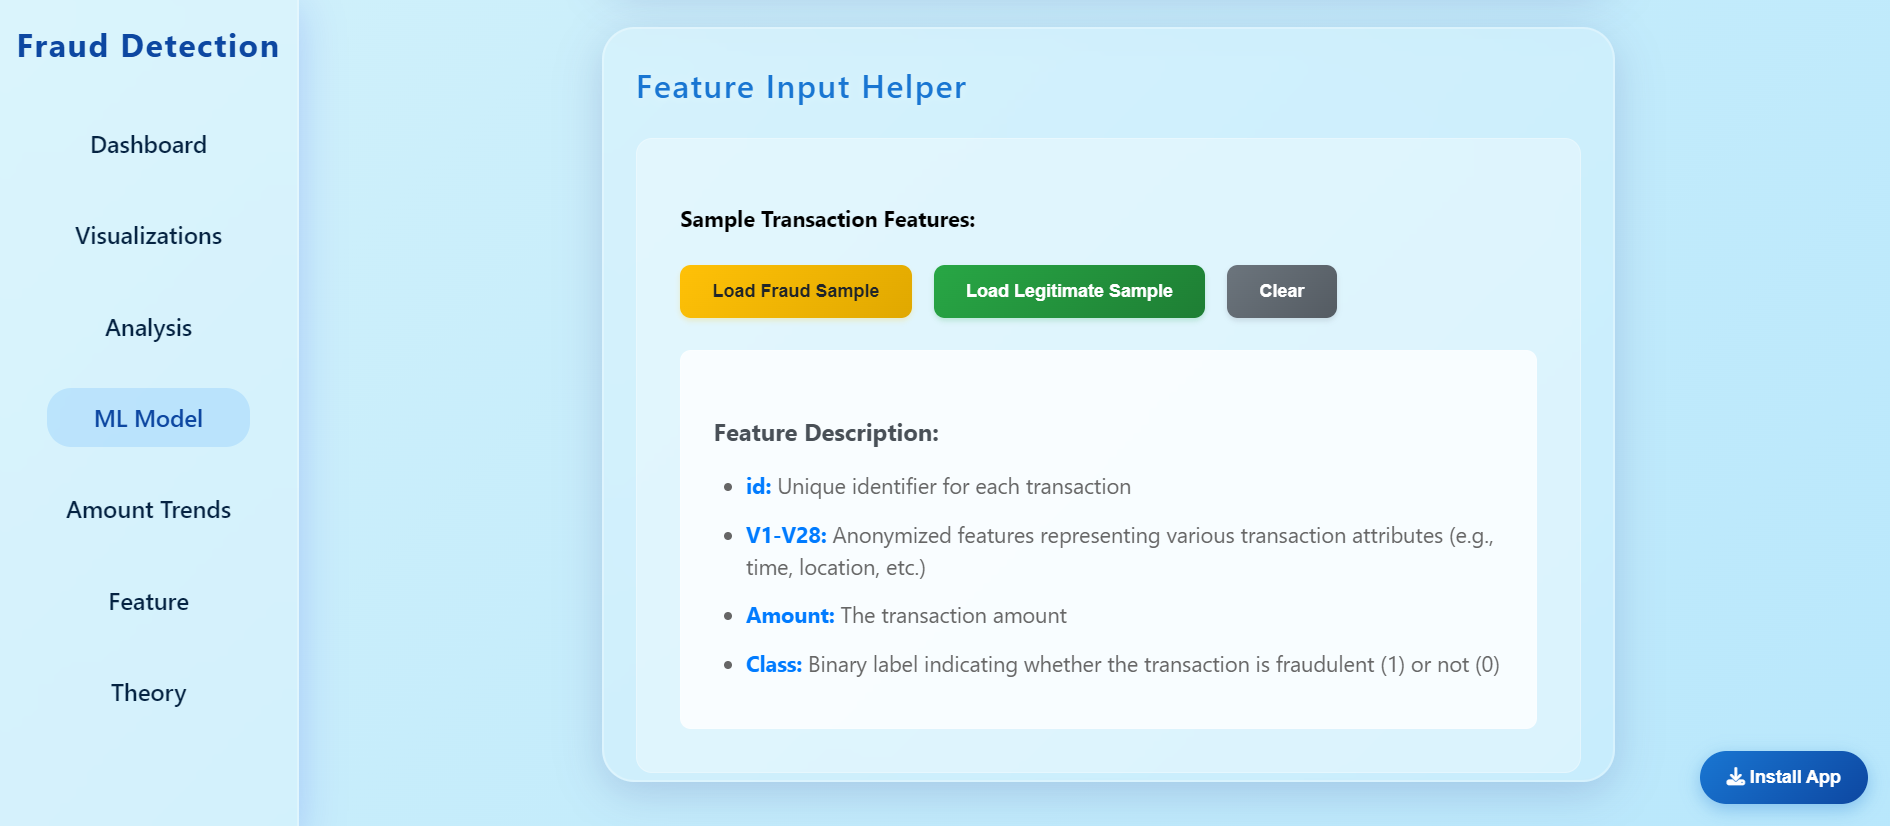 Fraud Detection
Dashboard
Visualizations
Analysis
ML Model
Amount Trends
Feature
Theory
Feature Input Helper
Sample Transaction Features:
Load Fraud Sample
Load Legitimate Sample
Clear
Feature Description:
id: Unique identifier for each transaction
V1-V28: Anonymized features representing various transaction attributes (e.g.,
time, location, etc.)
Amount: The transaction amount
Class: Binary label indicating whether the transaction is fraudulent (1) or not (0)
Install App